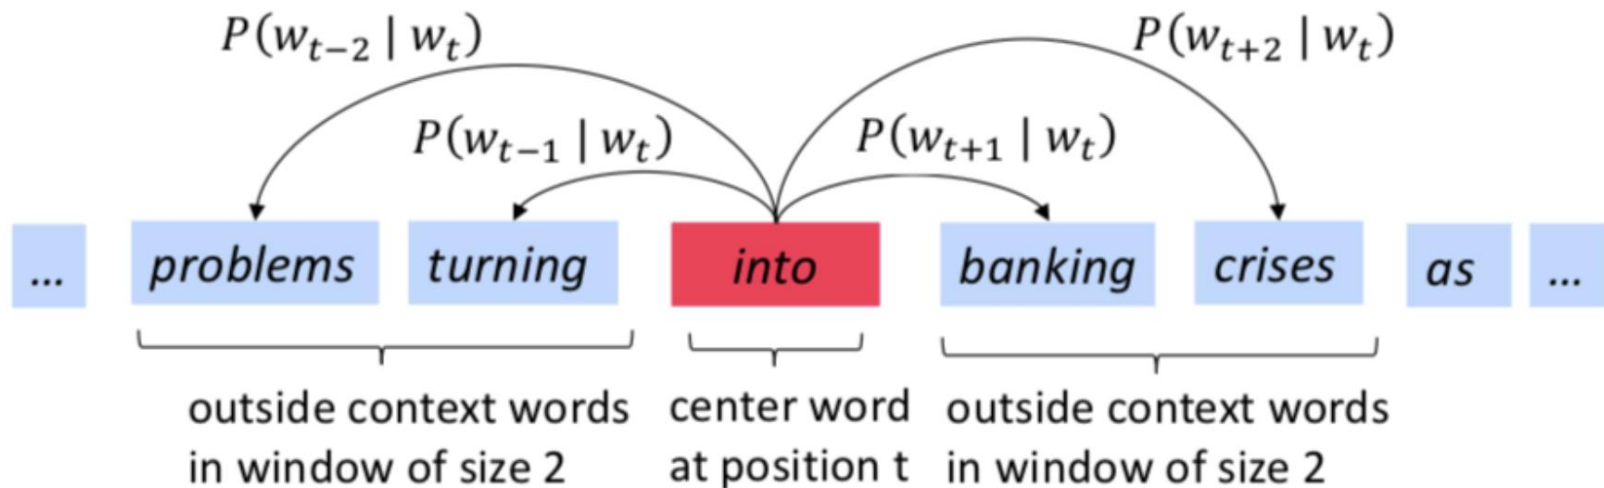 P(w_{t-2} | w_t) P(w_{t+2} | w_t)
P(w_{t-1} | w_t) P(w_{t+1} | w_t)
... problems turning into banking crises as ...
outside context words center word outside context words
in window of size 2 at position t in window of size 2